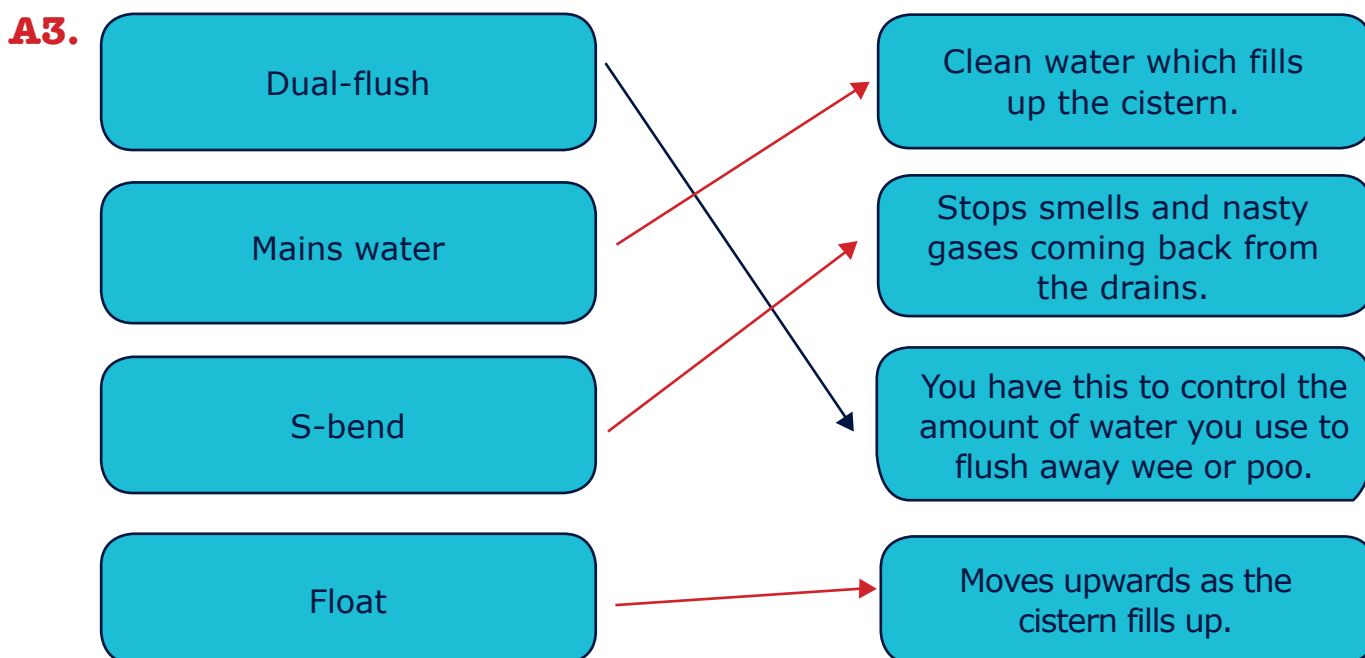 A3.
Dual-flush
Clean water which fills
up the cistern.
Mains water
Stops smells and nasty
gases coming back from
the drains.
S-bend
You have this to control the
amount of water you use to
flush away wee or poo.
Float
Moves upwards as the
cistern fills up.